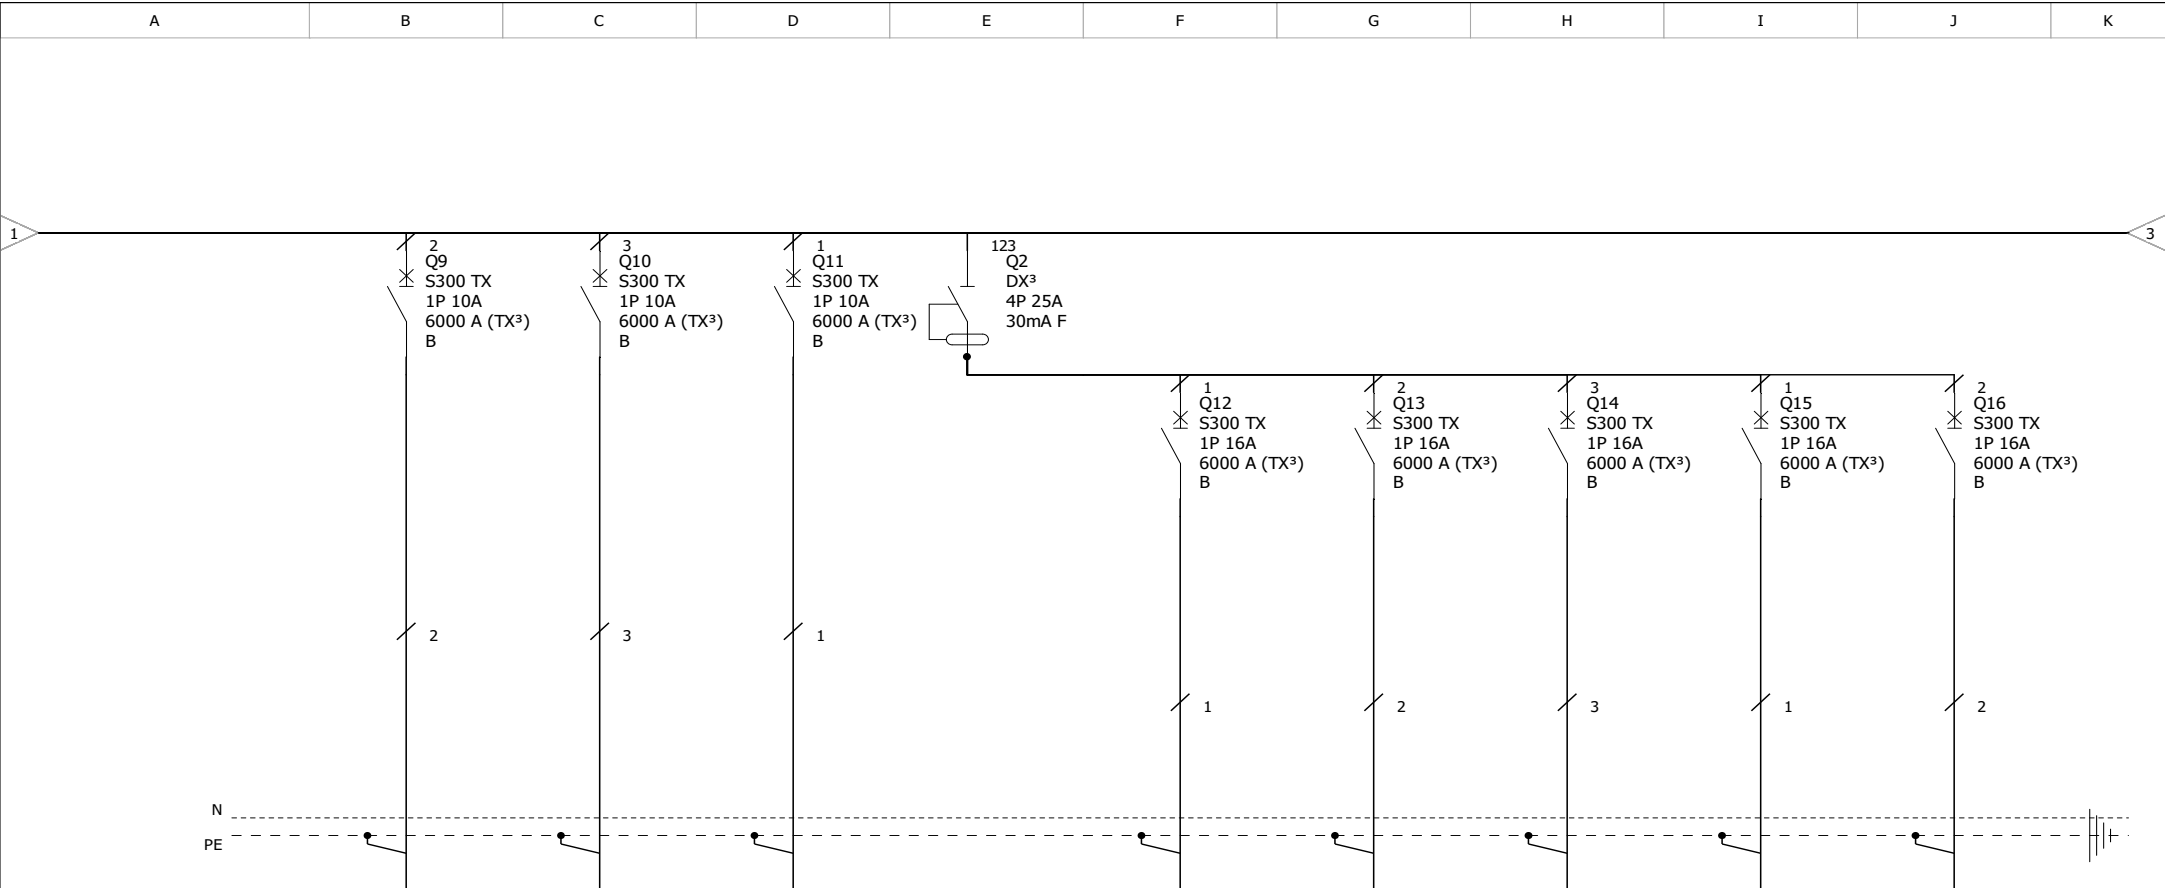 A B C D E F G H I J K
1
3
2
Q9
S300 TX
1P 10A
6000 A (TX³)
B
3
Q10
S300 TX
1P 10A
6000 A (TX³)
B
1
Q11
S300 TX
1P 10A
6000 A (TX³)
B
123
Q2
DX³
4P 25A
30mA F
1
Q12
S300 TX
1P 16A
6000 A (TX³)
B
2
Q13
S300 TX
1P 16A
6000 A (TX³)
B
3
Q14
S300 TX
1P 16A
6000 A (TX³)
B
1
Q15
S300 TX
1P 16A
6000 A (TX³)
B
2
Q16
S300 TX
1P 16A
6000 A (TX³)
B
2 3 1
1 2 3 1 2
N
PE